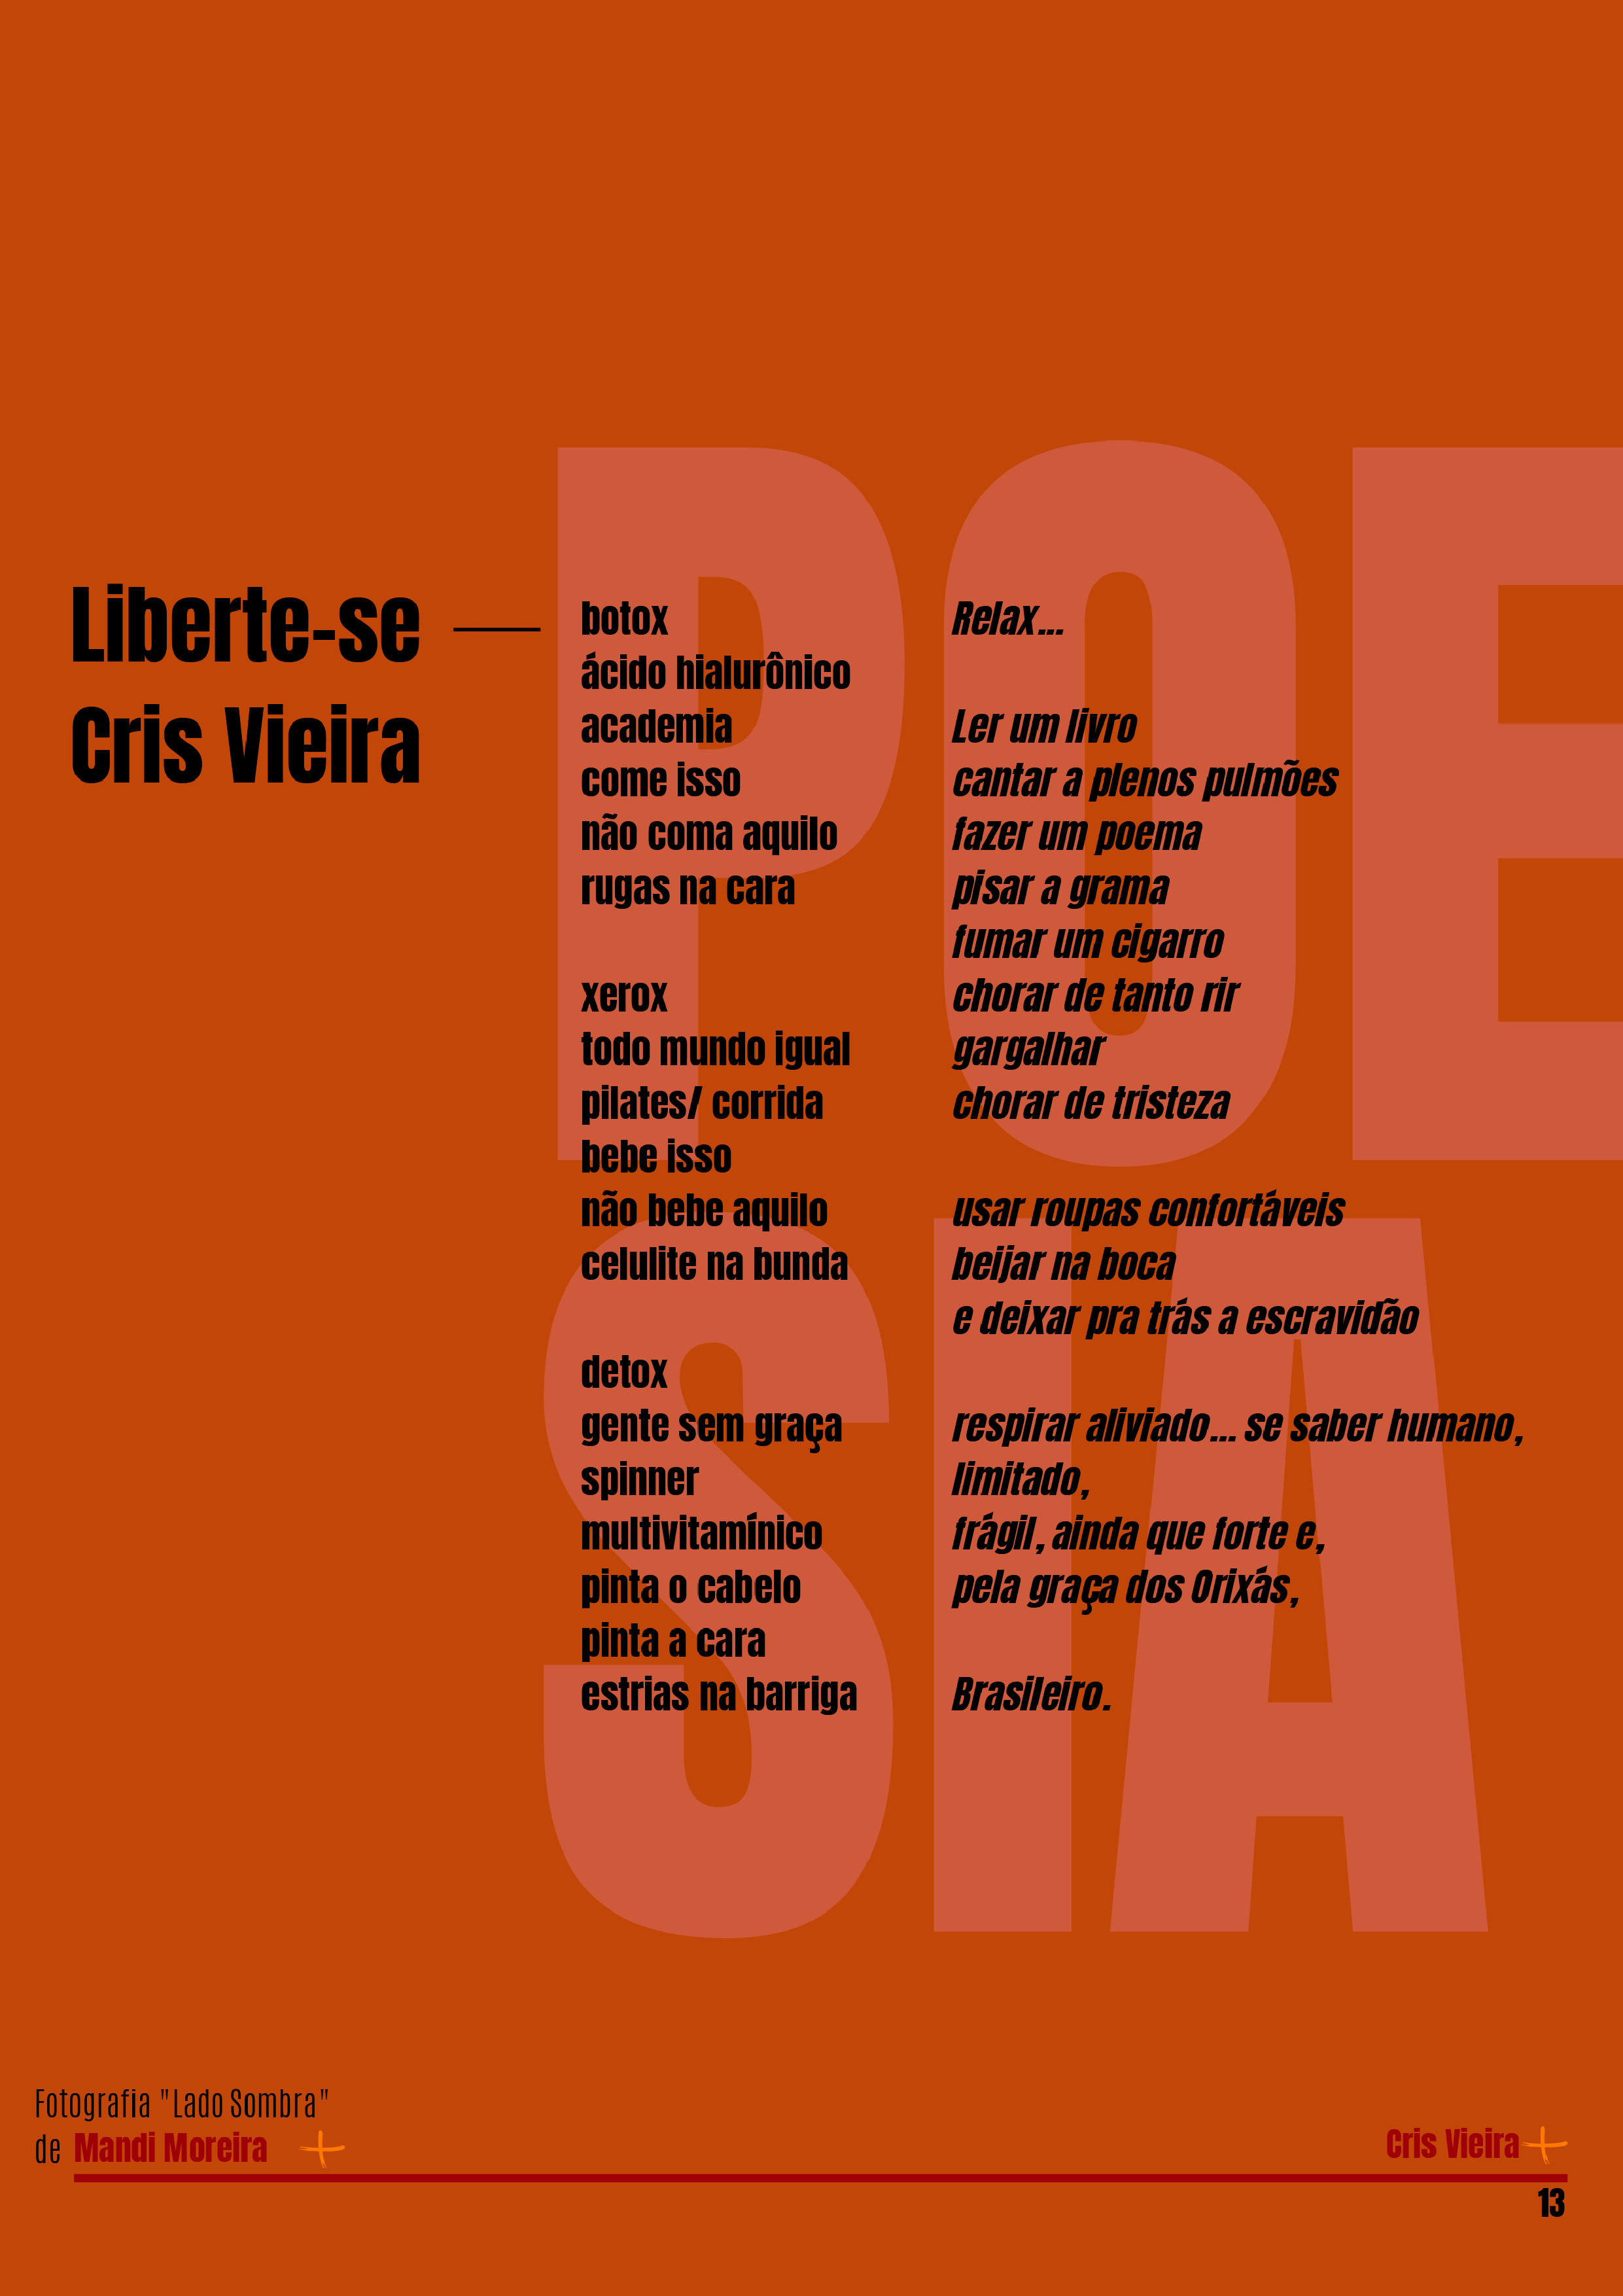 POE
SIA
Liberte-se
Cris Vieira
botox
ácido hialurônico
academia
come isso
não coma aquilo
rugas na cara
xerox
todo mundo igual
pilates/ corrida
bebe isso
não bebe aquilo
celulite na bunda
detox
gente sem graça
spinner
multivitamínico
pinta o cabelo
pinta a cara
estrias na barriga
Relax...
Ler um livro
cantar a plenos pulmões
fazer um poema
pisar a grama
fumar um cigarro
chorar de tanto rir
gargalhar
chorar de tristeza
usar roupas confortáveis
beijar na boca
e deixar pra trás a escravidão
respirar aliviado... se saber humano,
limitado,
frágil, ainda que forte e,
pela graça dos Orixás,
Brasileiro.
Fotografia "Lado Sombra"
de Mandi Moreira
Cris Vieira
13